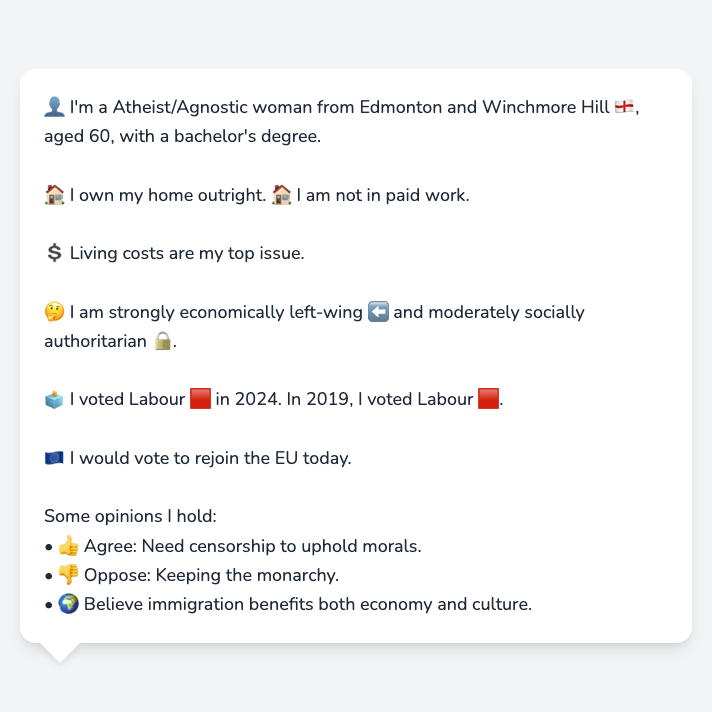 👤 I'm a Atheist/Agnostic woman from Edmonton and Winchmore Hill 🏴󠁧󠁢󠁥󠁮󠁧󠁿,
aged 60, with a bachelor's degree.
🏠 I own my home outright. 🏠 I am not in paid work.
💲 Living costs are my top issue.
🤔 I am strongly economically left-wing ⬅️ and moderately socially
authoritarian 🔒.
🗳️ I voted Labour 🟥 in 2024. In 2019, I voted Labour 🟥.
🇪🇺 I would vote to rejoin the EU today.
Some opinions I hold:
• 👍 Agree: Need censorship to uphold morals.
• 👎 Oppose: Keeping the monarchy.
• 🌍 Believe immigration benefits both economy and culture.